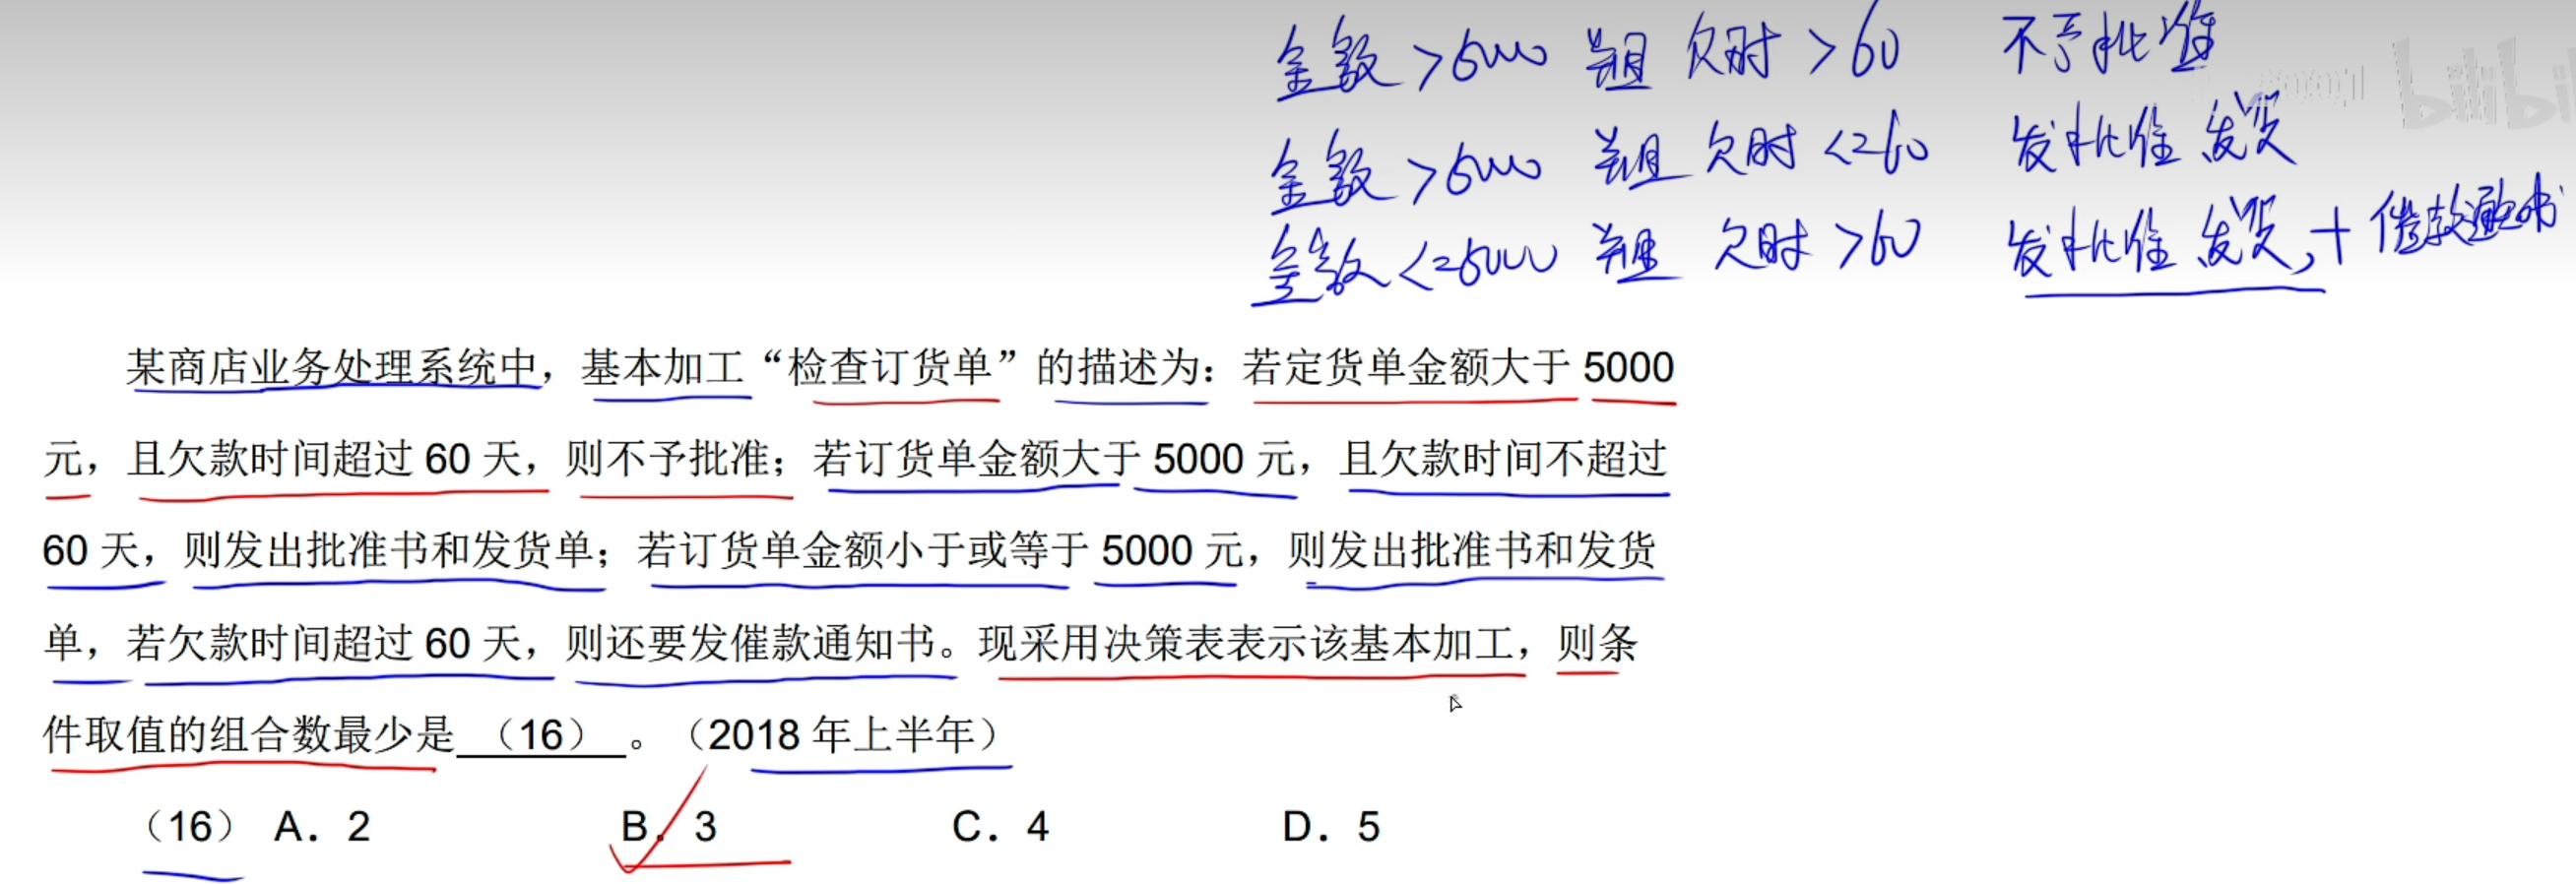 金额>5000 并且 欠时>60 不予批准
bilibili
金额>5000 并且 欠时<=60 发批准 发货
金额<=5000 并且 欠时>60 发批准 发货,+催款通知书
某商店业务处理系统中，基本加工“检查订货单”的描述为：若定货单金额大于 5000
元，且欠款时间超过 60 天，则不予批准；若订货单金额大于 5000 元，且欠款时间不超过
60 天，则发出批准书和发货单；若订货单金额小于或等于 5000 元，则发出批准书和发货
单，若欠款时间超过 60 天，则还要发催款通知书。现采用决策表表示该基本加工，则条
件取值的组合数最少是 （16） 。（2018 年上半年）
（16） A．2 B．3 C．4 D．5